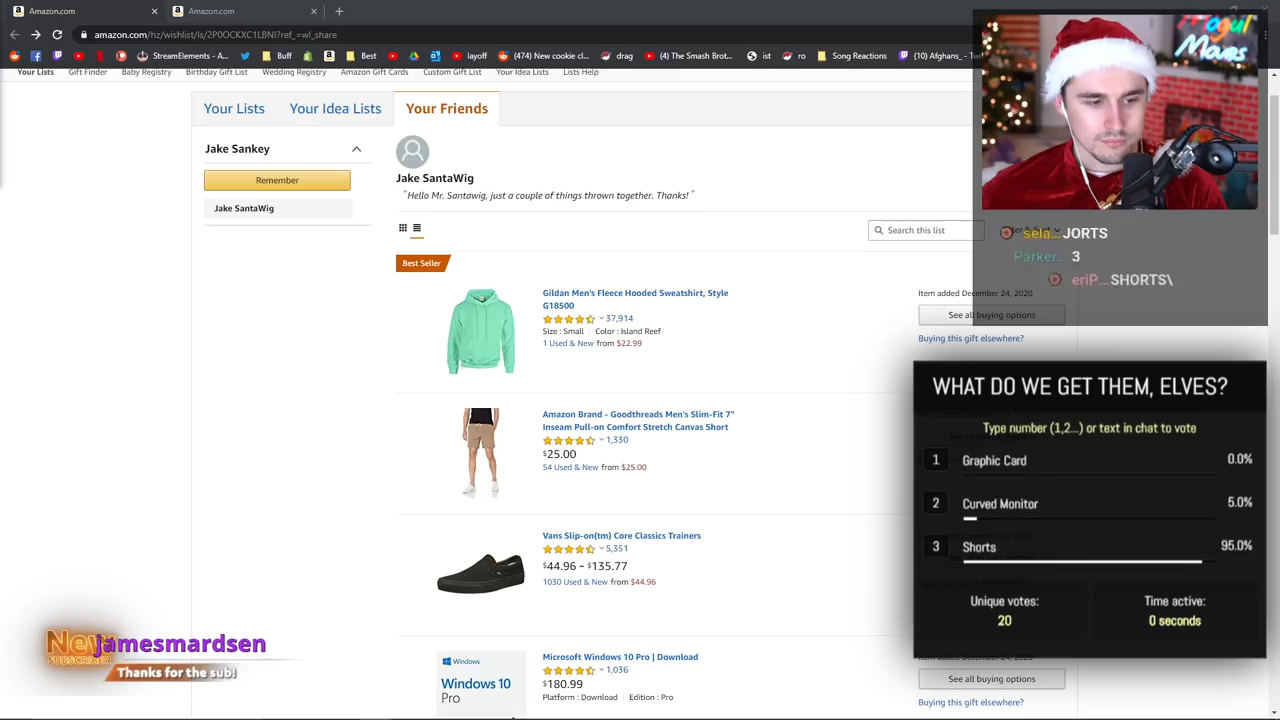 Amazon.com
Amazon.com
amazon.com/hz/wishlist/ls/2P0OCKXC1LBNI?ref_=wl_share
StreamElements - A...
Buff
Best
layoff
(474) New cookie cl...
drag
(4) The Smash Brot...
ist
ro
Song Reactions
(10) Afghans_ - Tw
Your Lists
Gift Finder
Baby Registry
Birthday Gift List
Wedding Registry
Amazon Gift Cards
Custom Gift List
Your Idea Lists
Lists Help
Mogul
Moves
Your Lists
Your Idea Lists
Your Friends
Jake Sankey
Remember
Jake SantaWig
Jake SantaWig
"Hello Mr. Santawig, just a couple of things thrown together. Thanks!"
Search this list
sela... JORTS
Parker... 3
eriP... SHORTS\
Best Seller
Gildan Men's Fleece Hooded Sweatshirt, Style
G18500
37,914
Size : Small | Color : Island Reef
1 Used & New from $22.99
Item added December 24, 2020
See all buying options
Buying this gift elsewhere?
Amazon Brand - Goodthreads Men's Slim-Fit 7"
Inseam Pull-on Comfort Stretch Canvas Short
1,330
$25.00
54 Used & New from $25.00
Vans Slip-on(tm) Core Classics Trainers
5,351
$44.96 - $135.77
1030 Used & New from $44.96
Windows
Windows 10
Pro
Microsoft Windows 10 Pro | Download
1,036
$180.99
Platform : Download | Edition : Pro
See all buying options
Buying this gift elsewhere?
WHAT DO WE GET THEM, ELVES?
Type number (1,2...) or text in chat to vote
1 Graphic Card 0.0%
2 Curved Monitor 5.0%
3 Shorts 95.0%
Unique votes:
20
Time active:
0 seconds
New
SUBSCRIBER
jamesmardsen
Thanks for the sub!